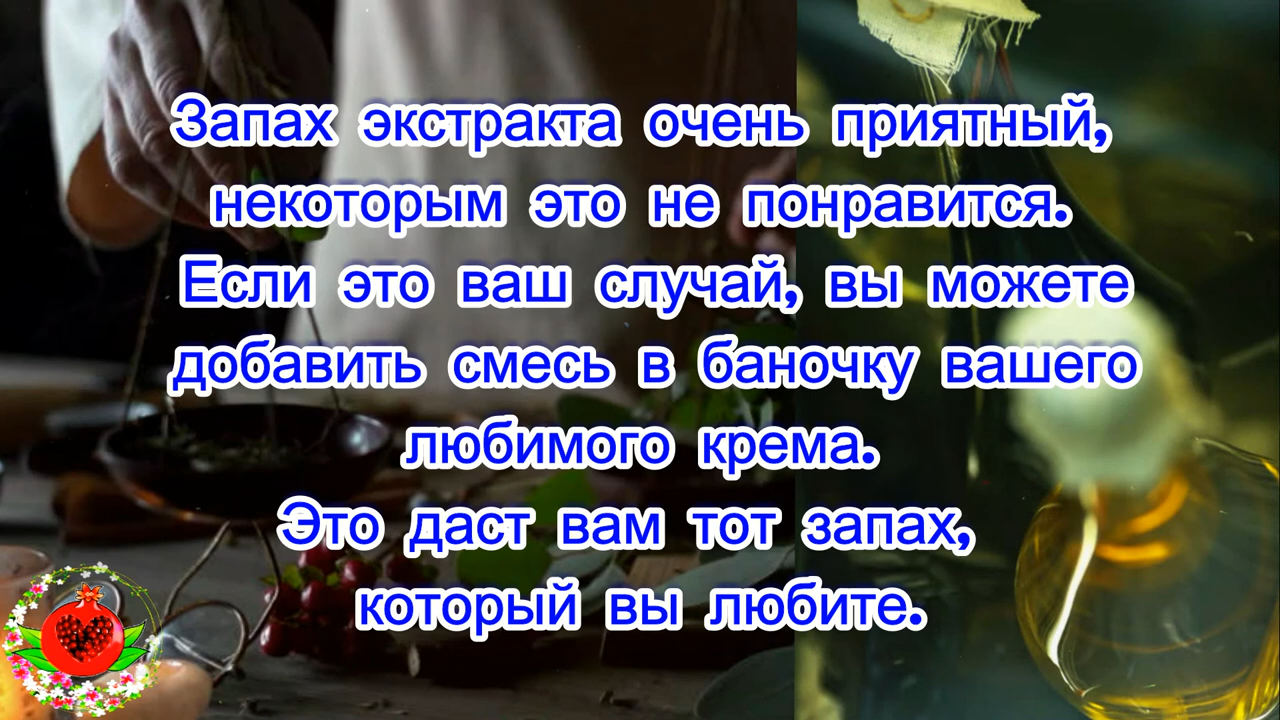 Запах экстракта очень приятный,
некоторым это не понравится.
Если это ваш случай, вы можете
добавить смесь в баночку вашего
любимого крема.
Это даст вам тот запах,
который вы любите.